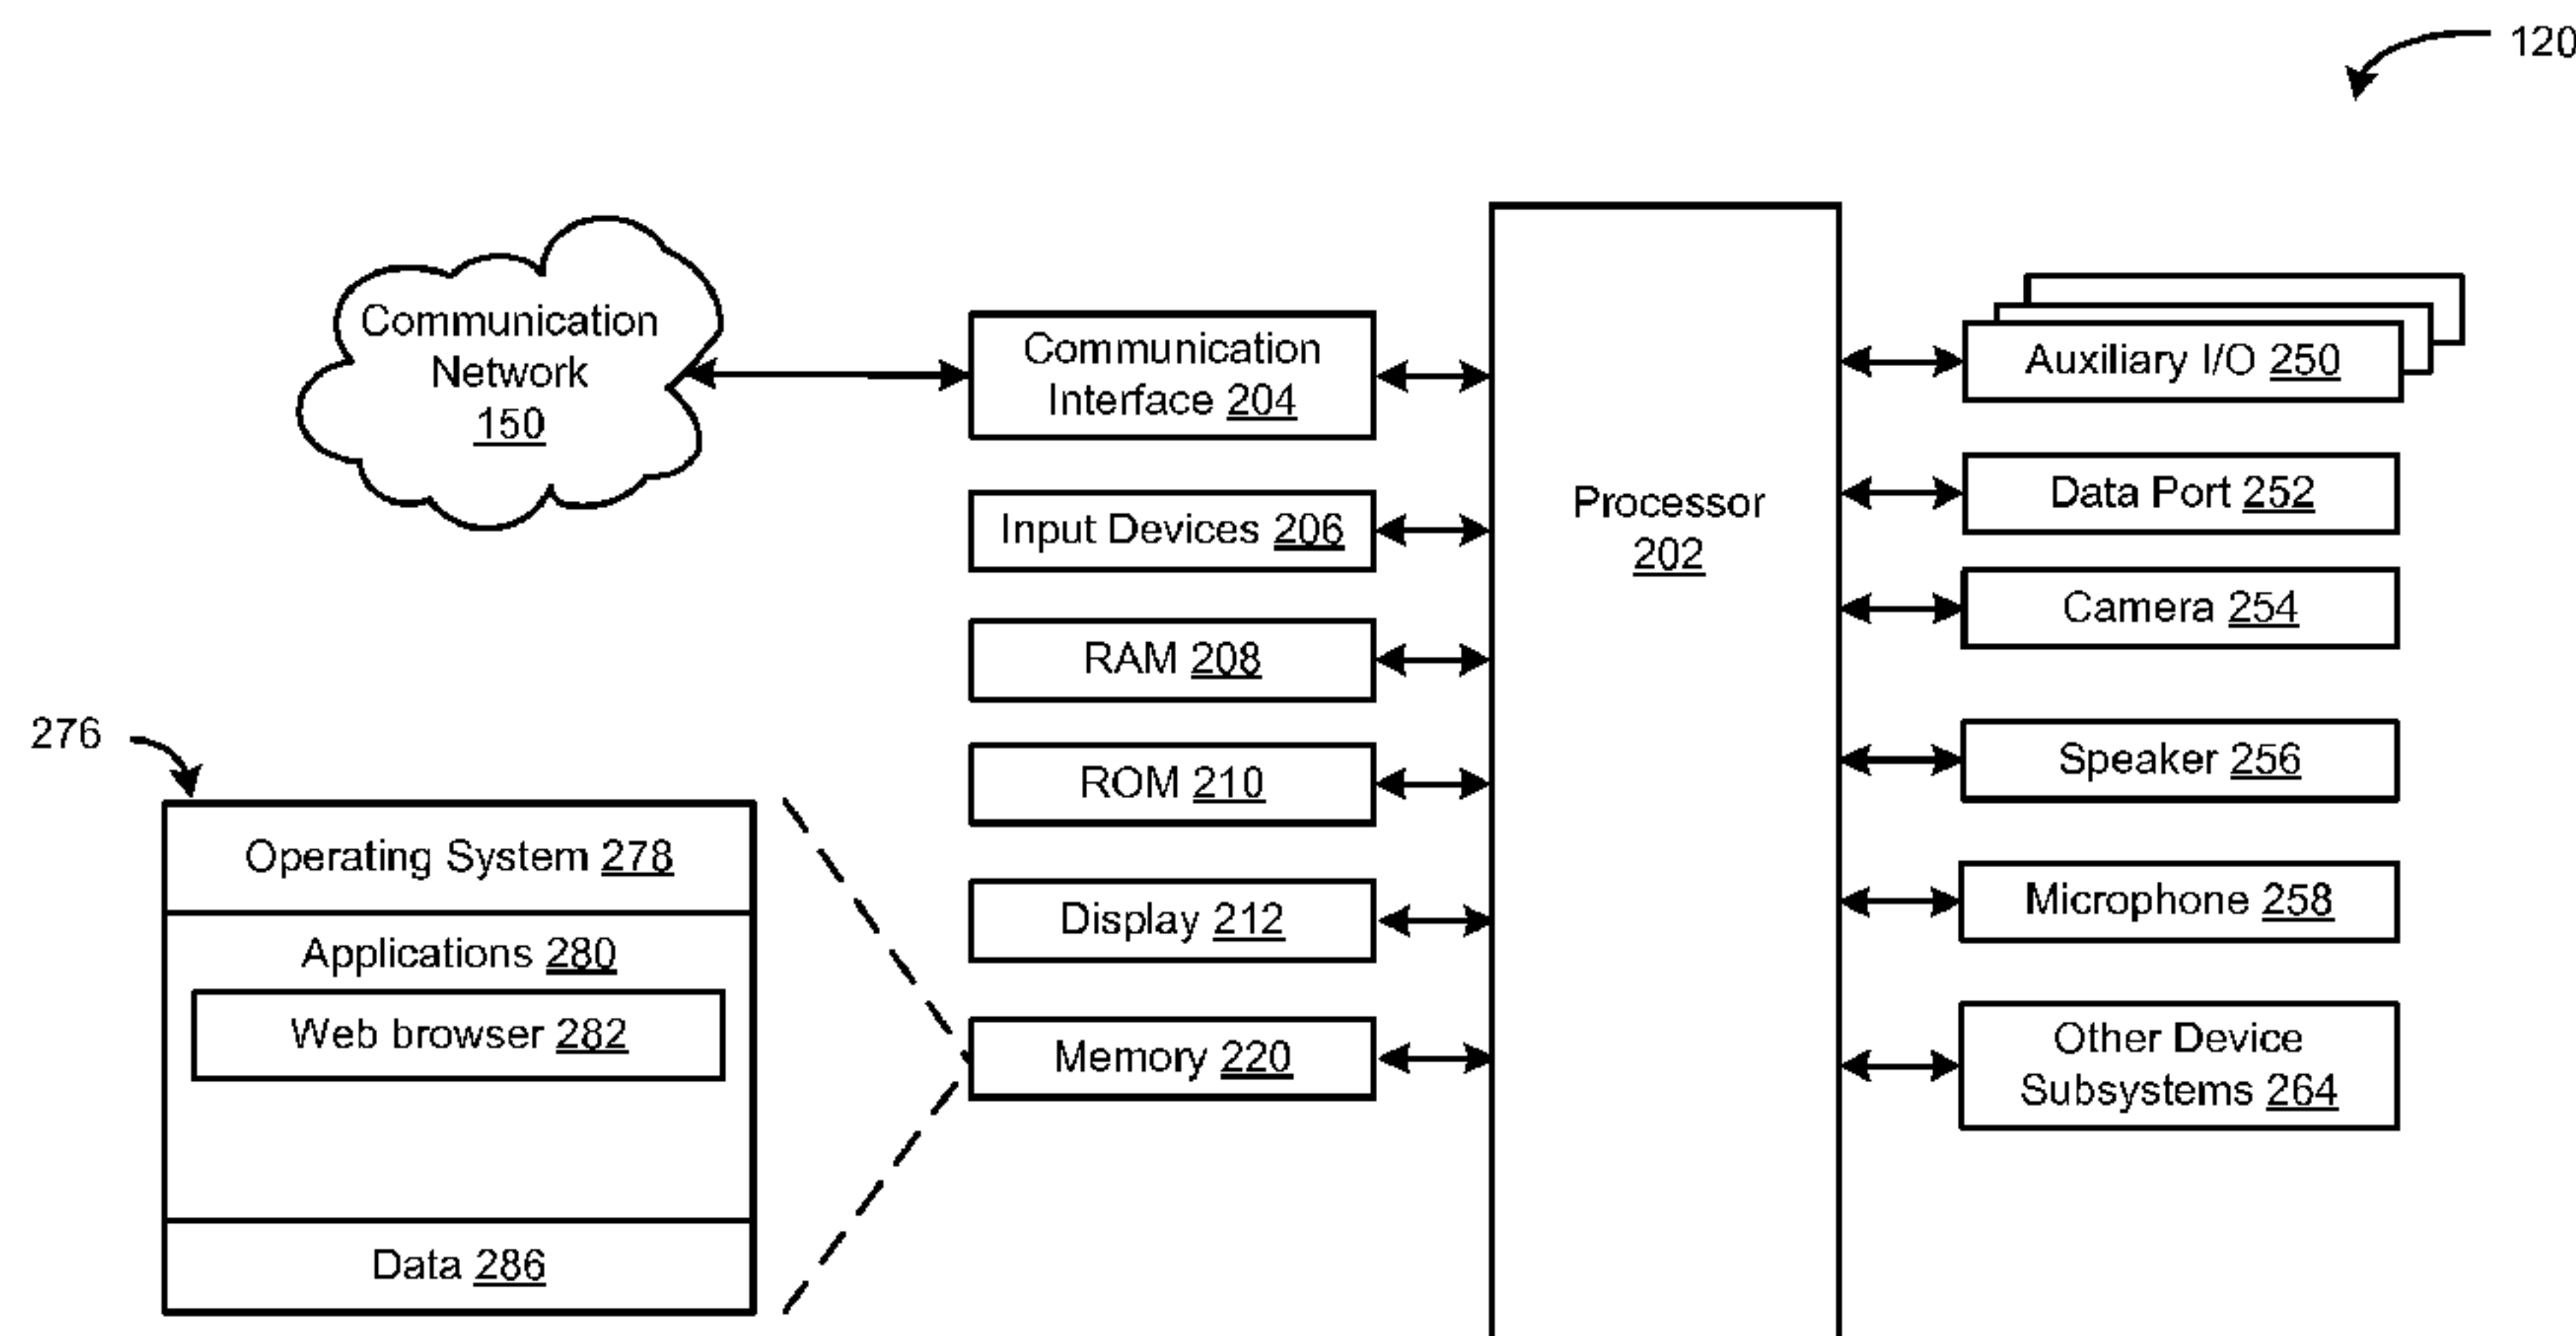 120
Communication
Network
150
Communication
Interface 204
Input Devices 206
RAM 208
ROM 210
Display 212
Memory 220
Processor
202
Auxiliary I/O 250
Data Port 252
Camera 254
Speaker 256
Microphone 258
Other Device
Subsystems 264
276
Operating System 278
Applications 280
Web browser 282
Data 286